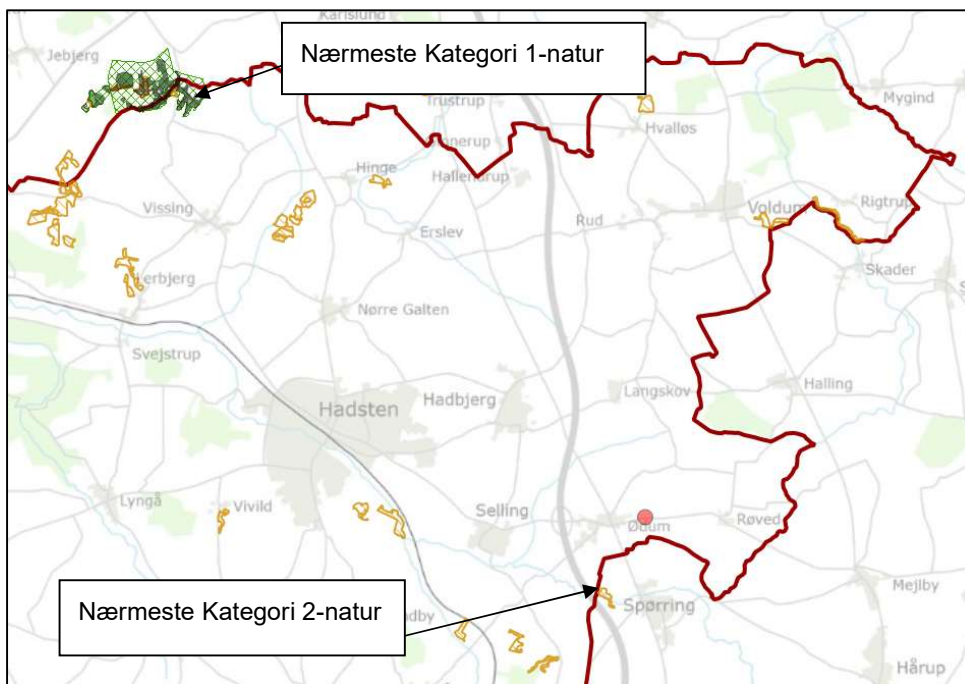 Karlslund
Jebjerg
Nærmeste Kategori 1-natur
Trustrup
Mygind
Hvalløs
Hinge
Hallendrup
Vissing
Rud
Voldum
Rigtrup
Erslev
Lerbjerg
Skader
Nørre Galten
Svejstrup
Langskov
Halling
Hadsten
Hadbjerg
Lyngå
Vivild
Selling
Ødum
Røved
Mejlby
Nærmeste Kategori 2-natur
Spørring
Hårup